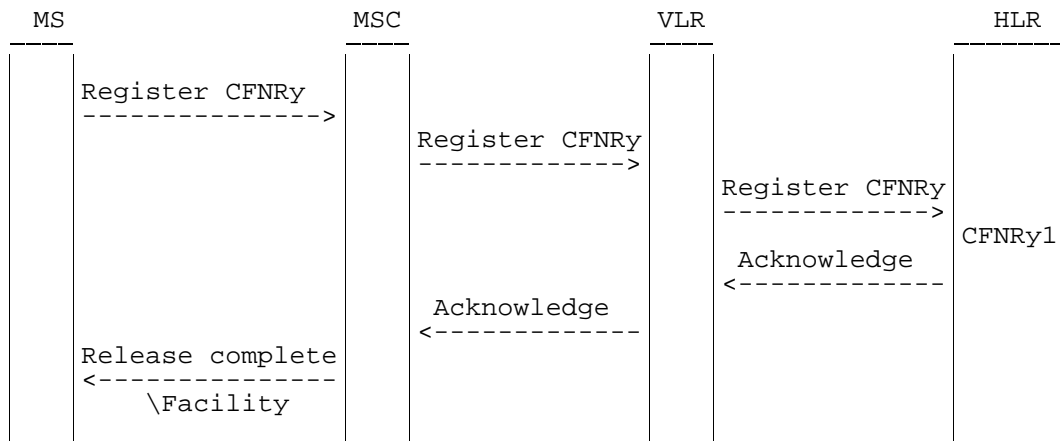 MS MSC VLR HLR
Register CFNRy
--------------->
Register CFNRy
------------->
Register CFNRy
------------->
CFNRy1
Acknowledge
<-------------
Acknowledge
<-------------
Release complete
<---------------
\Facility